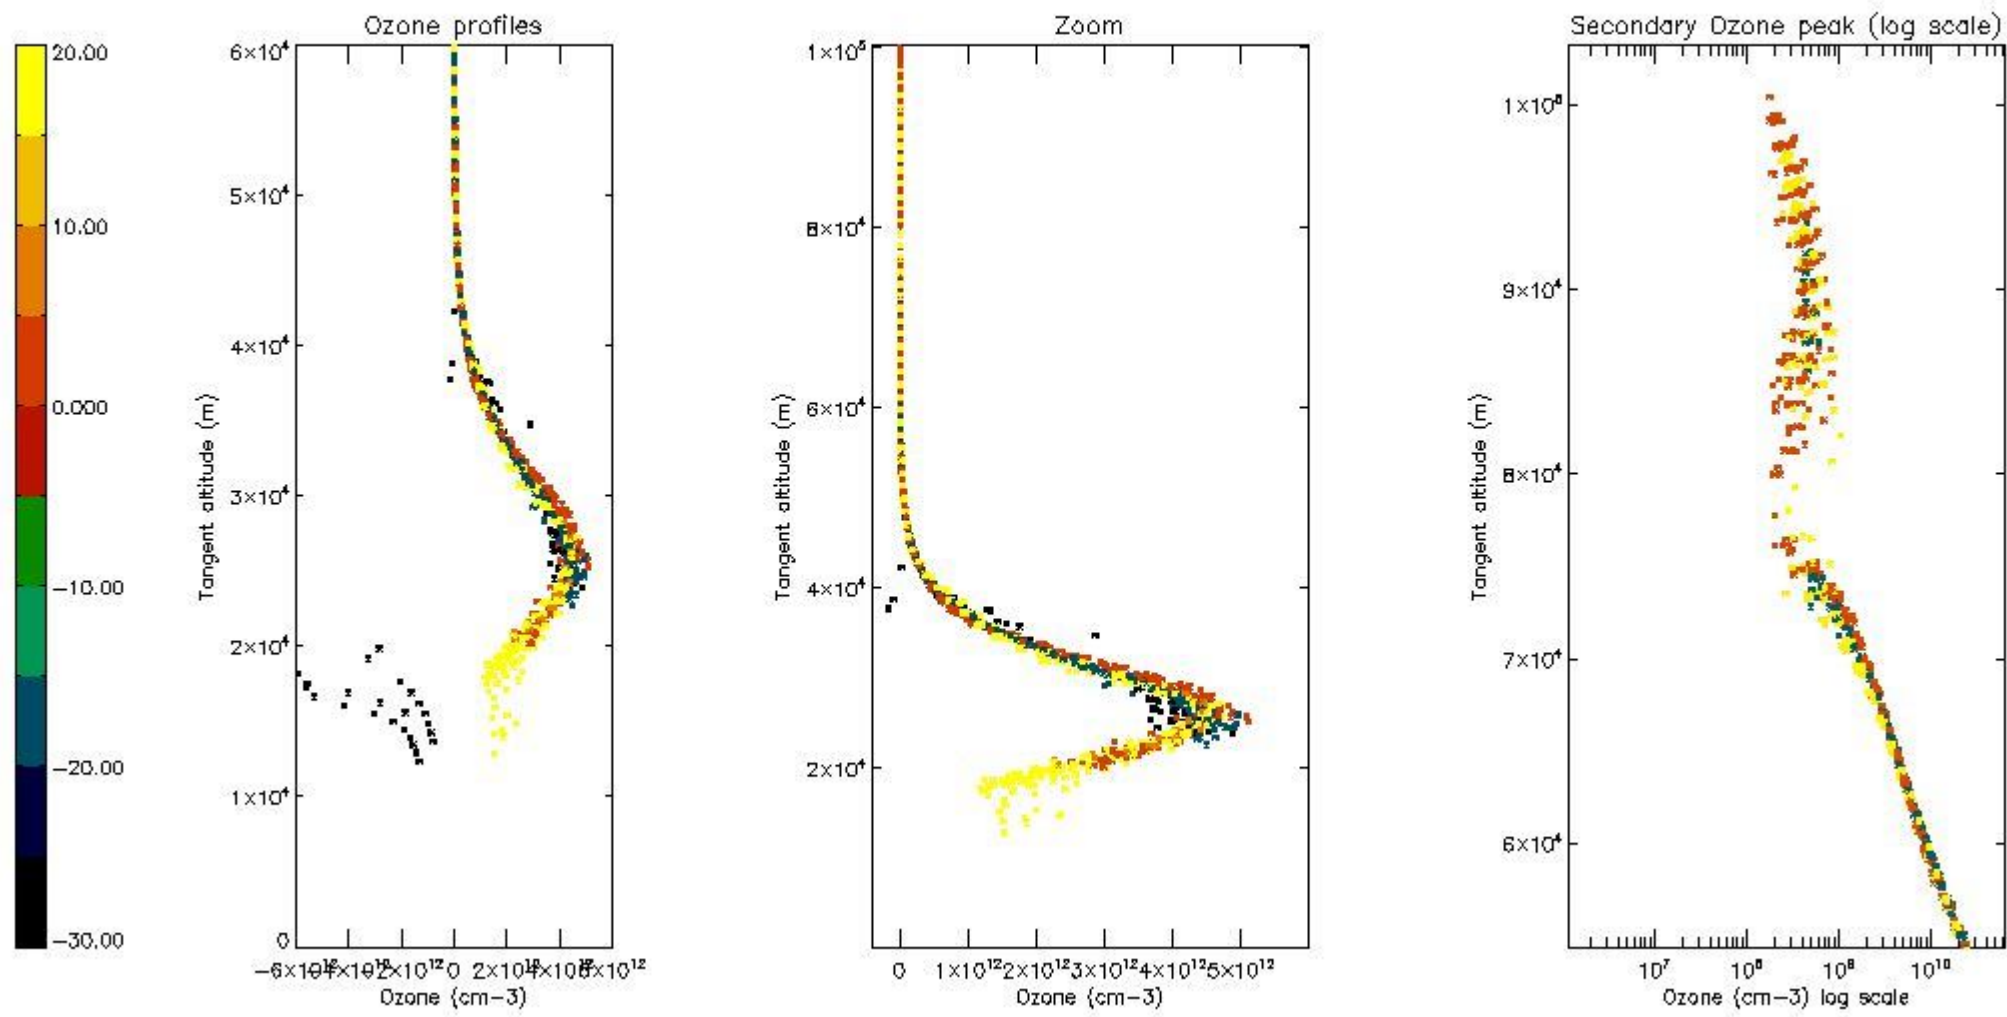 Ozone profiles
Zoom
Secondary Ozone peak (log scale)
20.00
10.00
0.000
-10.00
-20.00
-30.00
Tangent altitude (m)
6×10⁴
5×10⁴
4×10⁴
3×10⁴
2×10⁴
1×10⁴
0
0
Ozone (cm-3)
Tangent altitude (m)
1×10⁵
8×10⁴
6×10⁴
4×10⁴
2×10⁴
0 1×10¹² 2×10¹² 3×10¹² 4×10¹² 5×10¹²
Ozone (cm-3)
Tangent altitude (m)
9×10⁴
8×10⁴
7×10⁴
6×10⁴
10⁷ 10⁸ 10⁹ 10¹⁰
Ozone (cm-3) log scale